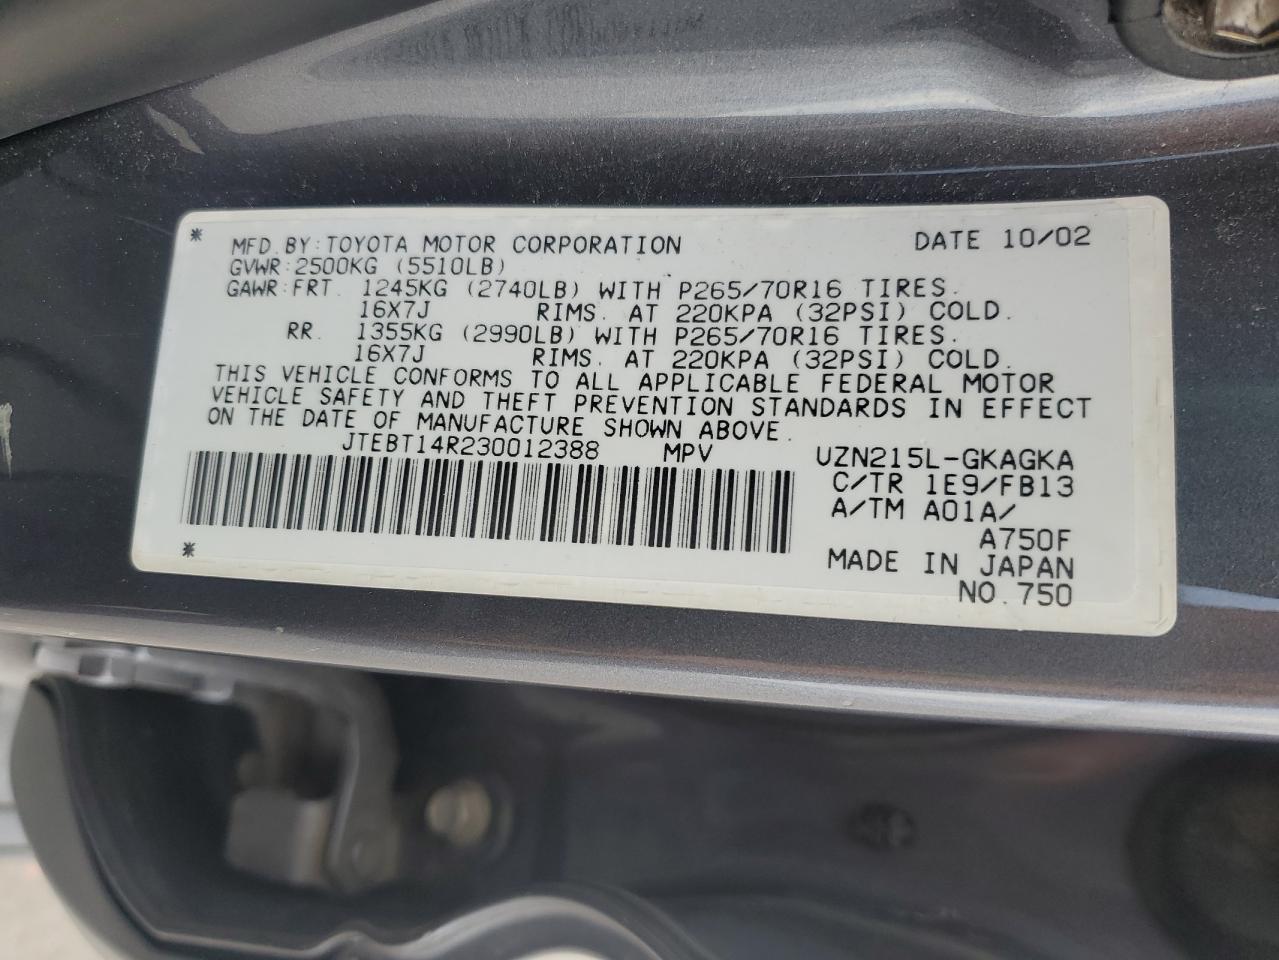 * MFD. BY: TOYOTA MOTOR CORPORATION DATE 10/02
GVWR: 2500KG (5510LB)
GAWR: FRT. 1245KG (2740LB) WITH P265/70R16 TIRES.
16X7J RIMS. AT 220KPA (32PSI) COLD.
RR. 1355KG (2990LB) WITH P265/70R16 TIRES.
16X7J RIMS. AT 220KPA (32PSI) COLD.
THIS VEHICLE CONFORMS TO ALL APPLICABLE FEDERAL MOTOR
VEHICLE SAFETY AND THEFT PREVENTION STANDARDS IN EFFECT
ON THE DATE OF MANUFACTURE SHOWN ABOVE.
JTEBT14R230012388 MPV UZN215L-GKAGKA
C/TR 1E9/FB13
A/TM A01A/
A750F
* MADE IN JAPAN
NO. 750